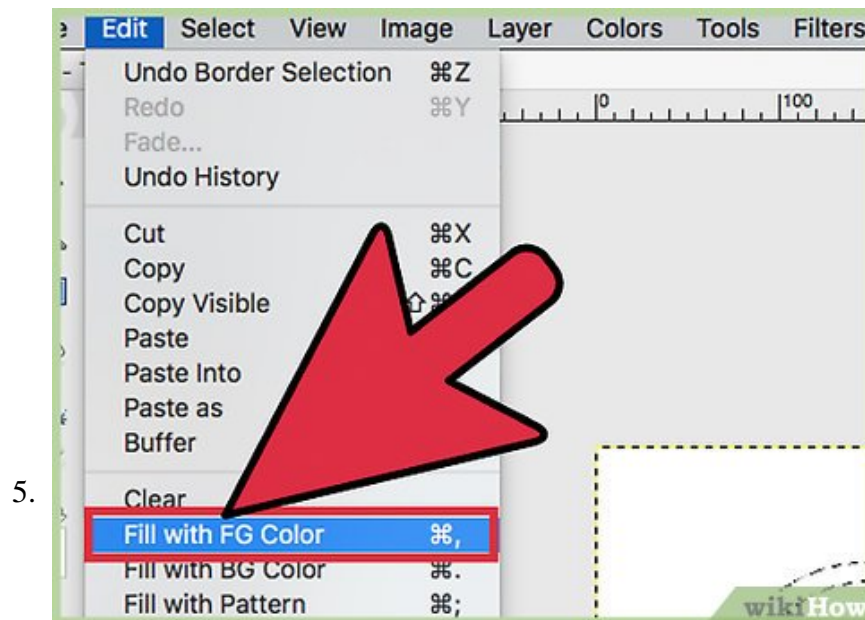 Edit Select View Image Layer Colors Tools Filters
Undo Border Selection ⌘Z
0 100
Redo ⌘Y
Fade...
Undo History
Cut ⌘X
Copy ⌘C
Copy Visible ⇧⌘
Paste
Paste Into
Paste as
Buffer
5.
Clear
Fill with FG Color ⌘,
Fill with BG Color ⌘.
Fill with Pattern ⌘;
wikiHow